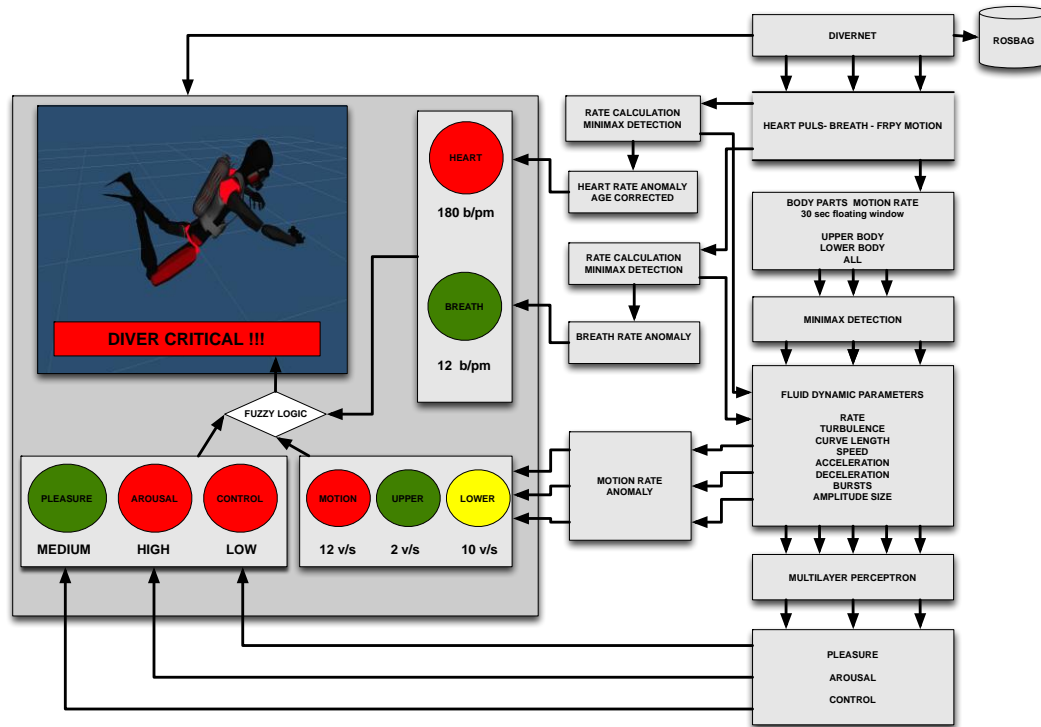 DIVERNET
ROSBAG
HEART PULS- BREATH - FRPY MOTION
RATE CALCULATION
MINIMAX DETECTION
HEART RATE ANOMALY
AGE CORRECTED
RATE CALCULATION
MINIMAX DETECTION
BREATH RATE ANOMALY
BODY PARTS MOTION RATE
30 sec floating window
UPPER BODY
LOWER BODY
ALL
MINIMAX DETECTION
FLUID DYNAMIC PARAMETERS
RATE
TURBULENCE
CURVE LENGTH
SPEED
ACCELERATION
DECELERATION
BURSTS
AMPLITUDE SIZE
MOTION RATE
ANOMALY
MULTILAYER PERCEPTRON
PLEASURE
AROUSAL
CONTROL
HEART
180 b/pm
BREATH
12 b/pm
DIVER CRITICAL !!!
FUZZY LOGIC
PLEASURE
AROUSAL
CONTROL
MEDIUM
HIGH
LOW
MOTION
UPPER
LOWER
12 v/s
2 v/s
10 v/s